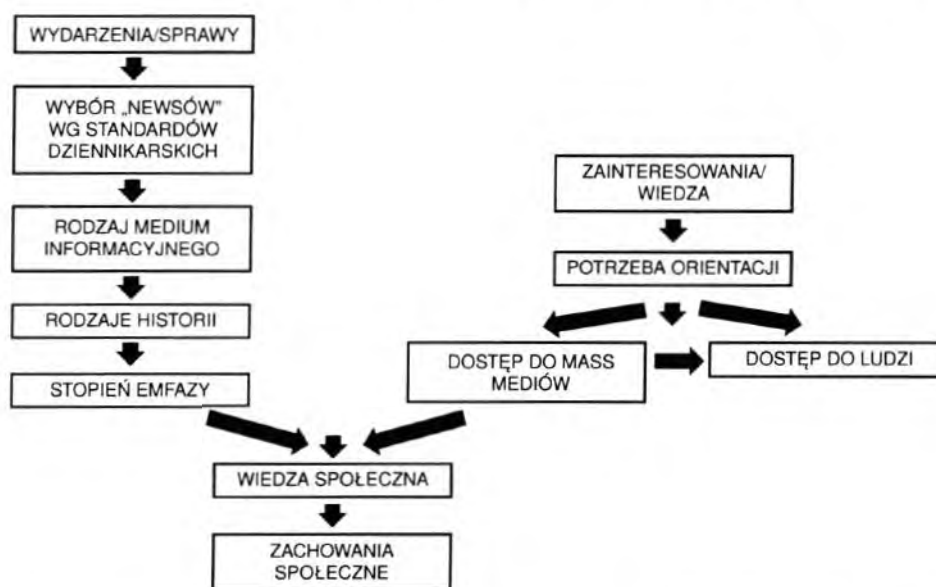 WYDARZENIA/SPRAWY
WYBÓR „NEWSÓW”
WG STANDARDÓW
DZIENNIKARSKICH
RODZAJ MEDIUM
INFORMACYJNEGO
RODZAJE HISTORII
STOPIEŃ EMFAZY
ZAINTERESOWANIA/
WIEDZA
POTRZEBA ORIENTACJI
DOSTĘP DO MASS
MEDIÓW
DOSTĘP DO LUDZI
WIEDZA SPOŁECZNA
ZACHOWANIA
SPOŁECZNE